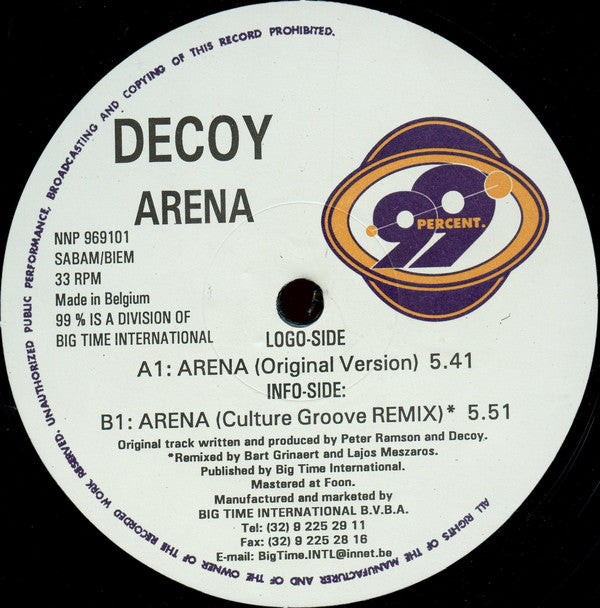 ALL RIGHTS OF THE MANUFACTURER AND OF THE OWNER OF THE RECORDED WORK RESERVED. UNAUTHORIZED PUBLIC PERFORMANCE, BROADCASTING AND COPYING OF THIS RECORD PROHIBITED.
DECOY
ARENA
99
PERCENT.
NNP 969101
SABAM/BIEM
33 RPM
Made in Belgium
99 % IS A DIVISION OF
BIG TIME INTERNATIONAL
LOGO-SIDE
A1: ARENA (Original Version) 5.41
INFO-SIDE:
B1: ARENA (Culture Groove REMIX)* 5.51
Original track written and produced by Peter Ramson and Decoy.
*Remixed by Bart Grinaert and Lajos Meszaros.
Published by Big Time International.
Mastered at Foon.
Manufactured and marketed by
BIG TIME INTERNATIONAL B.V.B.A.
Tel: (32) 9 225 29 11
Fax: (32) 9 225 28 16
E-mail: BigTime.INTL@innet.be